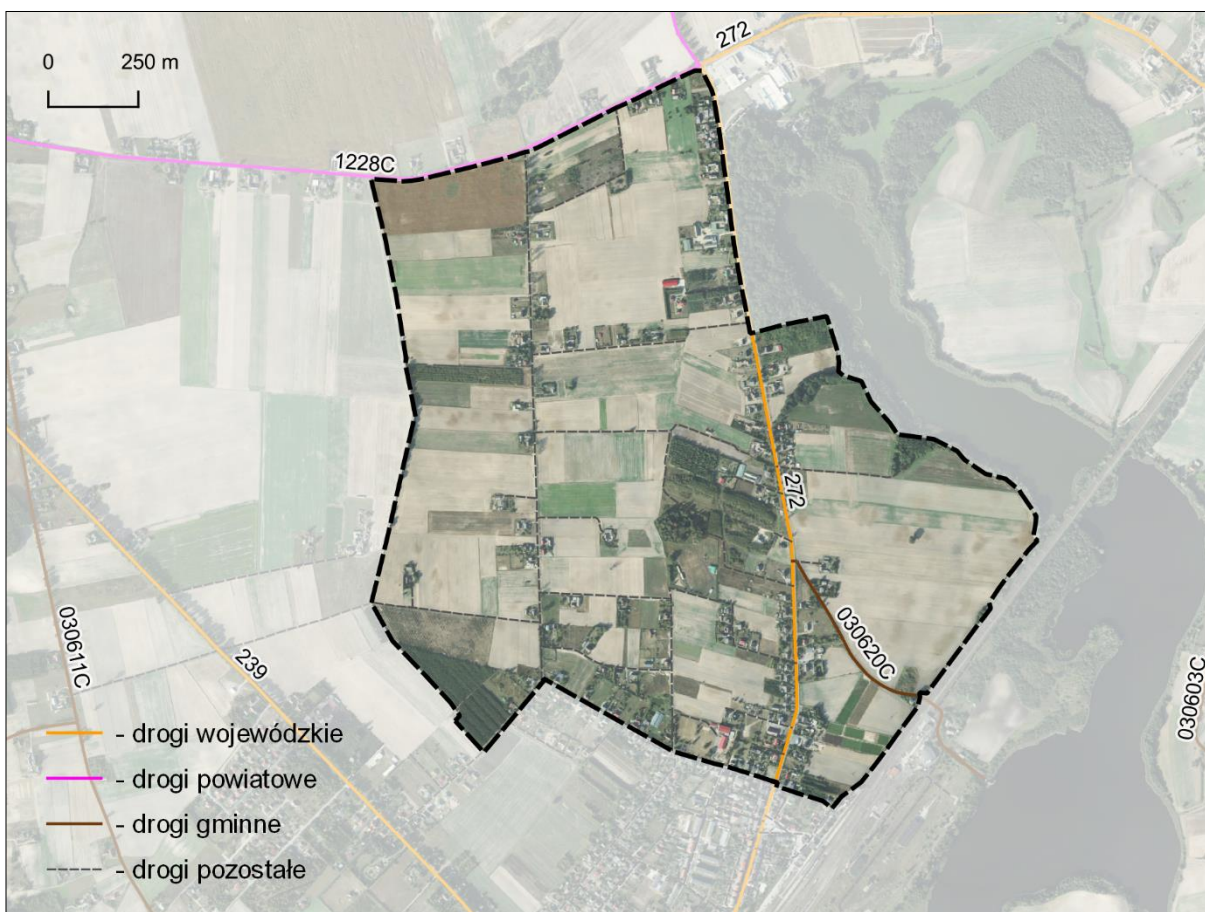 272
0 250 m
1228C
272
030620C
030611C
239
030603C
- drogi wojewódzkie
- drogi powiatowe
- drogi gminne
- drogi pozostałe